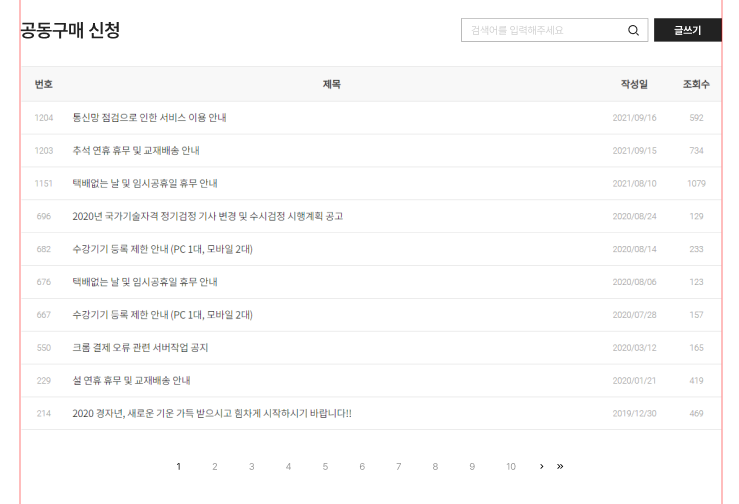 공동구매 신청
검색어를 입력해주세요
글쓰기
번호 제목 작성일 조회수
1204 통신망 점검으로 인한 서비스 이용 안내 2021/09/16 592
1203 추석 연휴 휴무 및 교재배송 안내 2021/09/15 734
1151 택배없는 날 및 임시공휴일 휴무 안내 2021/08/10 1079
696 2020년 국가기술자격 정기검정 기사 변경 및 수시검정 시행계획 공고 2020/08/24 129
682 수강기기 등록 제한 안내 (PC 1대, 모바일 2대) 2020/08/14 233
676 택배없는 날 및 임시공휴일 휴무 안내 2020/08/06 123
667 수강기기 등록 제한 안내 (PC 1대, 모바일 2대) 2020/07/28 157
550 크롬 결제 오류 관련 서버작업 공지 2020/03/12 165
229 설 연휴 휴무 및 교재배송 안내 2020/01/21 419
214 2020 경자년, 새로운 기운 가득 받으시고 힘차게 시작하시기 바랍니다!! 2019/12/30 469
1 2 3 4 5 6 7 8 9 10 › »